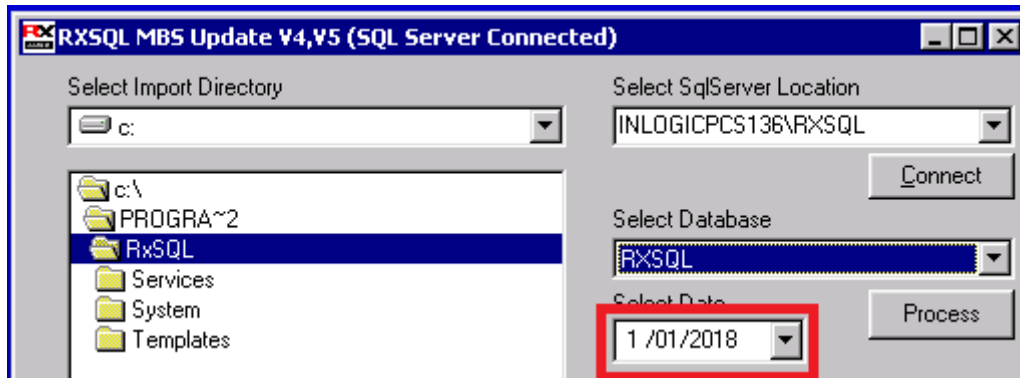 RXSQL MBS Update V4,V5 (SQL Server Connected)
Select Import Directory
c:
c:\
PROGRA~2
RxSQL
Services
System
Templates
Select SqlServer Location
INLOGICPCS136\RXSQL
Connect
Select Database
RXSQL
Select Date
1 /01/2018
Process